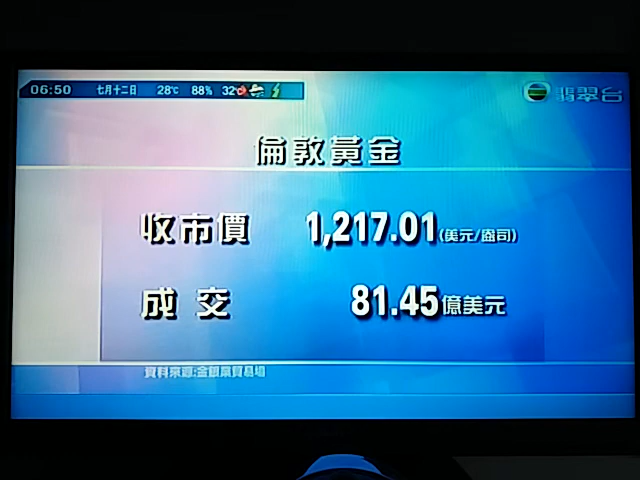 06:50 七月十二日 28℃ 88% 32℃
翡翠台
倫敦黃金
收市價 1,217.01(美元/盎司)
成交 81.45億美元
資料來源:金銀業貿易場